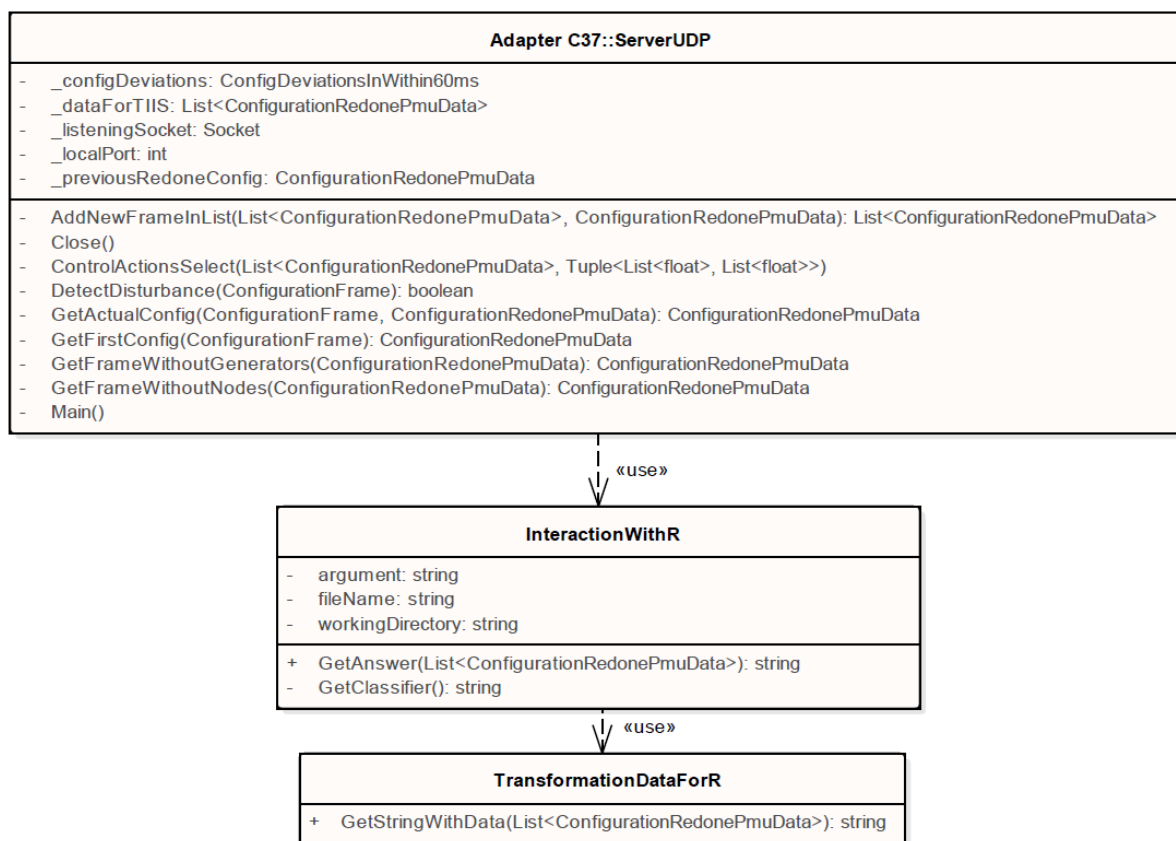 Adapter C37::ServerUDP
- _configDeviations: ConfigDeviationsInWithin60ms
- _dataForTIIS: List<ConfigurationRedonePmuData>
- _listeningSocket: Socket
- _localPort: int
- _previousRedoneConfig: ConfigurationRedonePmuData
- AddNewFrameInList(List<ConfigurationRedonePmuData>, ConfigurationRedonePmuData): List<ConfigurationRedonePmuData>
- Close()
- ControlActionsSelect(List<ConfigurationRedonePmuData>, Tuple<List<float>, List<float>>)
- DetectDisturbance(ConfigurationFrame): boolean
- GetActualConfig(ConfigurationFrame, ConfigurationRedonePmuData): ConfigurationRedonePmuData
- GetFirstConfig(ConfigurationFrame): ConfigurationRedonePmuData
- GetFrameWithoutGenerators(ConfigurationRedonePmuData): ConfigurationRedonePmuData
- GetFrameWithoutNodes(ConfigurationRedonePmuData): ConfigurationRedonePmuData
- Main()
«use»
InteractionWithR
- argument: string
- fileName: string
- workingDirectory: string
+ GetAnswer(List<ConfigurationRedonePmuData>): string
- GetClassifier(): string
«use»
TransformationDataForR
+ GetStringWithData(List<ConfigurationRedonePmuData>): string